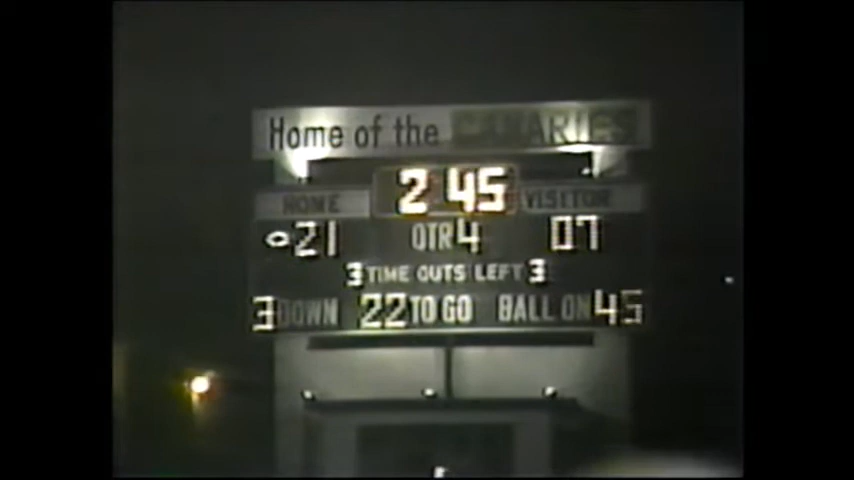 Home of the CANARIES
2 45
HOME VISITOR
21 QTR 4 07
3 TIME OUTS LEFT 3
3 DOWN 22 TO GO BALL ON 45